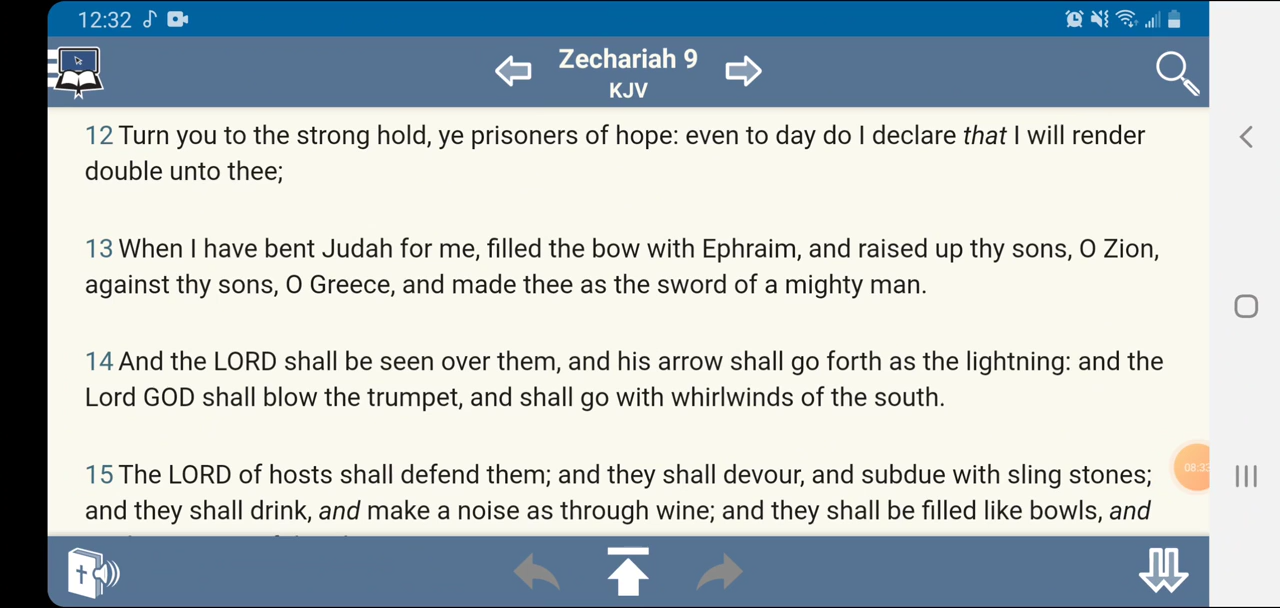 12:32
Zechariah 9
KJV
12 Turn you to the strong hold, ye prisoners of hope: even to day do I declare that I will render
double unto thee;
13 When I have bent Judah for me, filled the bow with Ephraim, and raised up thy sons, O Zion,
against thy sons, O Greece, and made thee as the sword of a mighty man.
14 And the LORD shall be seen over them, and his arrow shall go forth as the lightning: and the
Lord GOD shall blow the trumpet, and shall go with whirlwinds of the south.
15 The LORD of hosts shall defend them; and they shall devour, and subdue with sling stones;
and they shall drink, and make a noise as through wine; and they shall be filled like bowls, and
08:33